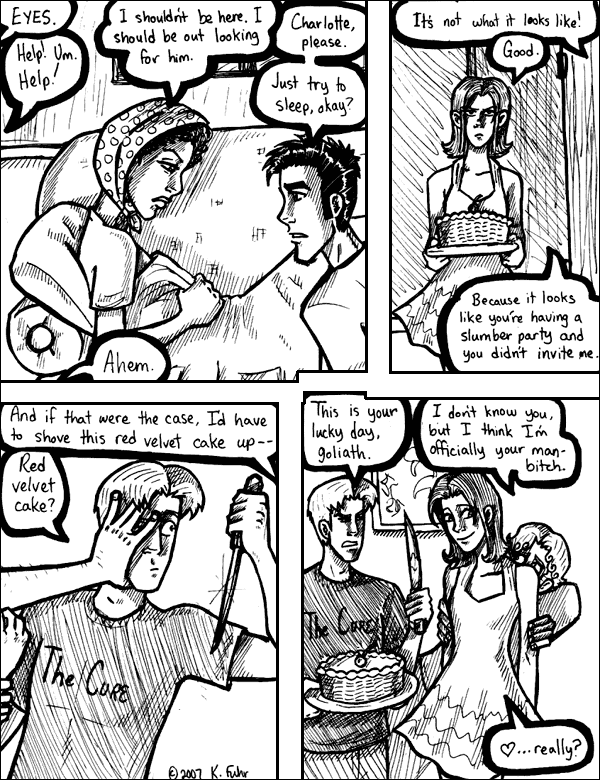 EYES.
Help! Um.
Help!
I shouldn't be here. I
should be out looking
for him.
Charlotte,
please.
Just try to
sleep, okay?
Ahem.
It's not what it looks like!
Good.
Because it looks
like you're having a
slumber party and
you didn't invite me.
And if that were the case, I'd have
to shove this red velvet cake up--
Red
velvet
cake?
The Cure
©2007 K. Fuhr
This is your
lucky day,
goliath.
I don't know you,
but I think I'm
officially your man-
bitch.
The Cure
♡...really?